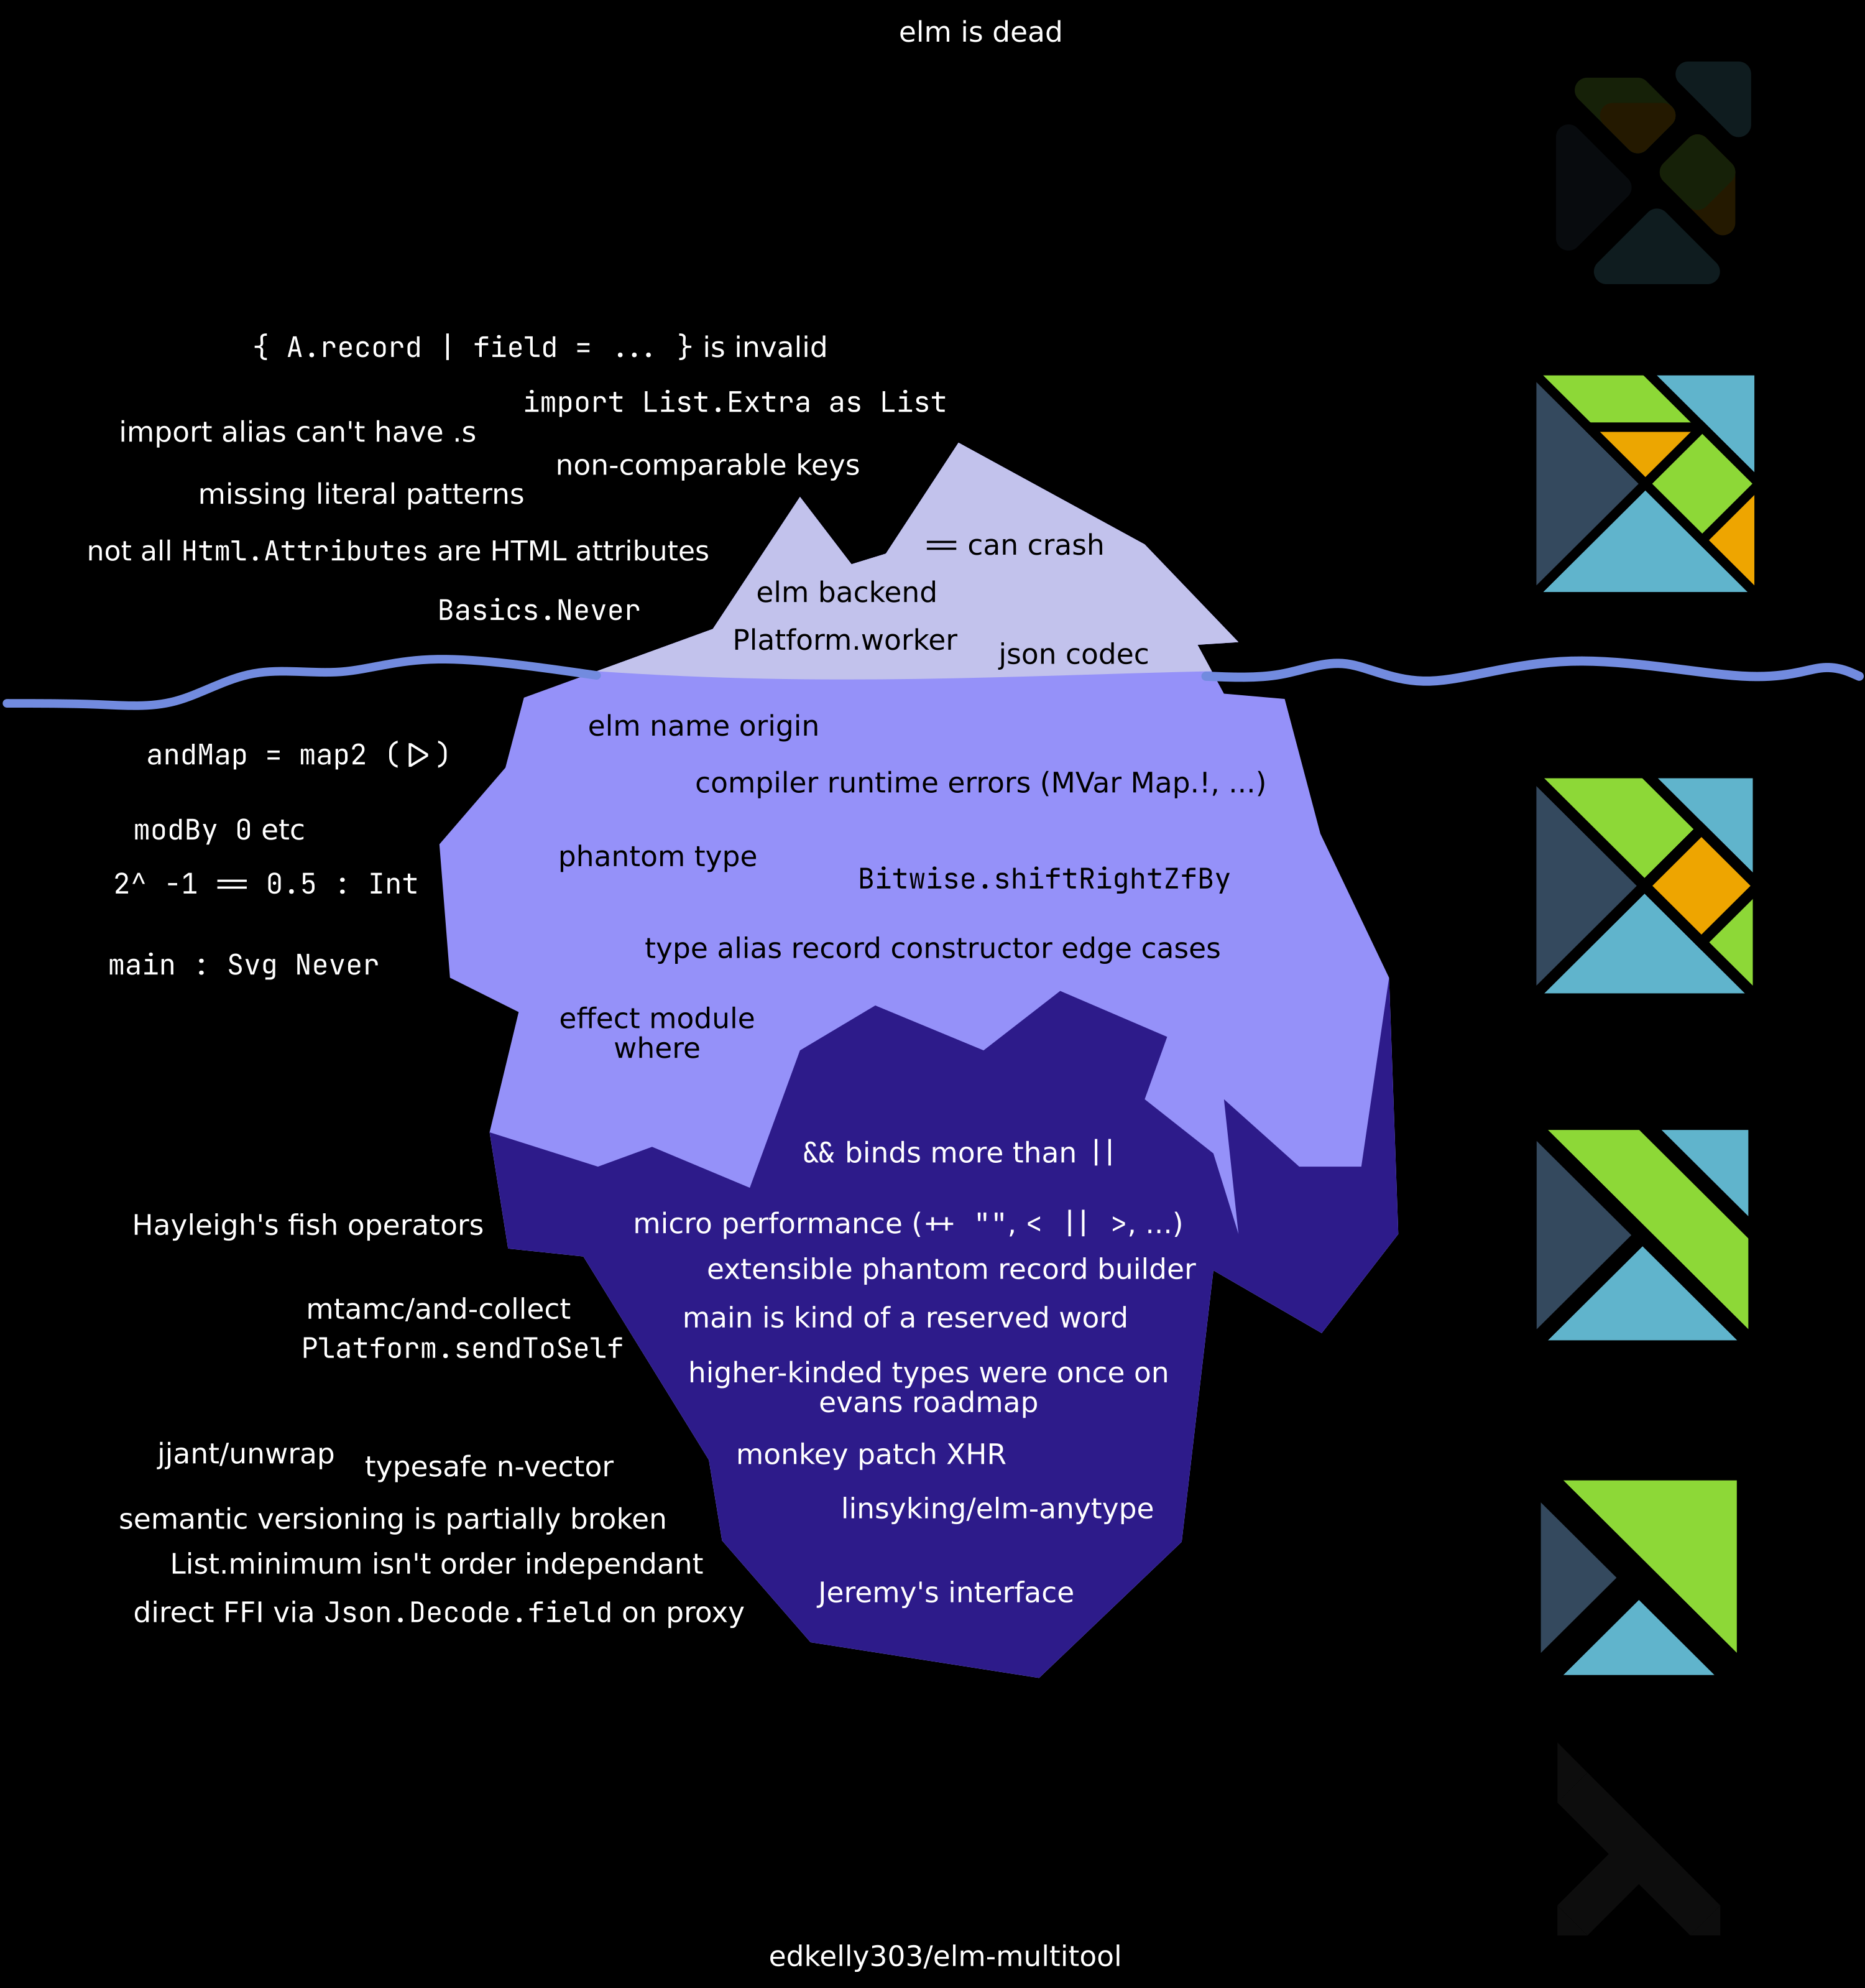 elm is dead
{ A.record | field = ... } is invalid
import List.Extra as List
import alias can't have .s
non-comparable keys
missing literal patterns
not all Html.Attributes are HTML attributes
== can crash
elm backend
Basics.Never
Platform.worker
json codec
elm name origin
andMap = map2 (|>)
compiler runtime errors (MVar Map.!, ...)
modBy 0 etc
phantom type
2^ -1 == 0.5 : Int
Bitwise.shiftRightZfBy
type alias record constructor edge cases
main : Svg Never
effect module
where
&& binds more than ||
Hayleigh's fish operators
micro performance (++ "", < || >, ...)
extensible phantom record builder
mtamc/and-collect
main is kind of a reserved word
Platform.sendToSelf
higher-kinded types were once on
evans roadmap
jjant/unwrap
typesafe n-vector
monkey patch XHR
semantic versioning is partially broken
linsyking/elm-anytype
List.minimum isn't order independant
direct FFI via Json.Decode.field on proxy
Jeremy's interface
edkelly303/elm-multitool